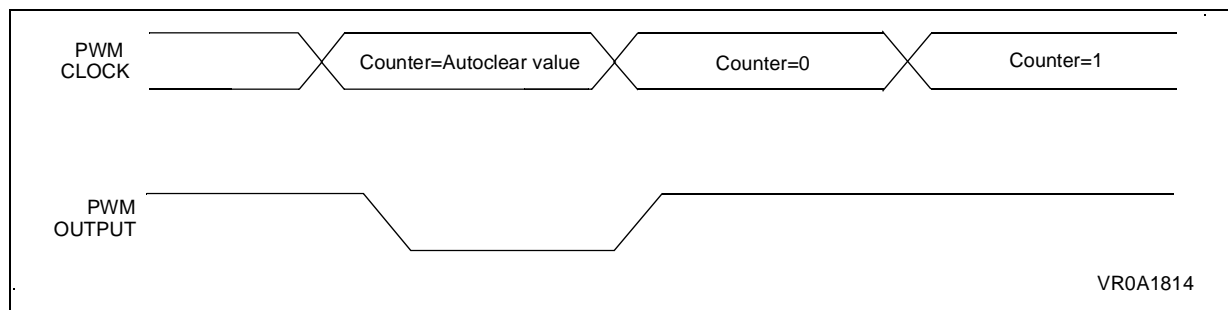 PWM
CLOCK
Counter=Autoclear value
Counter=0
Counter=1
PWM
OUTPUT
VR0A1814